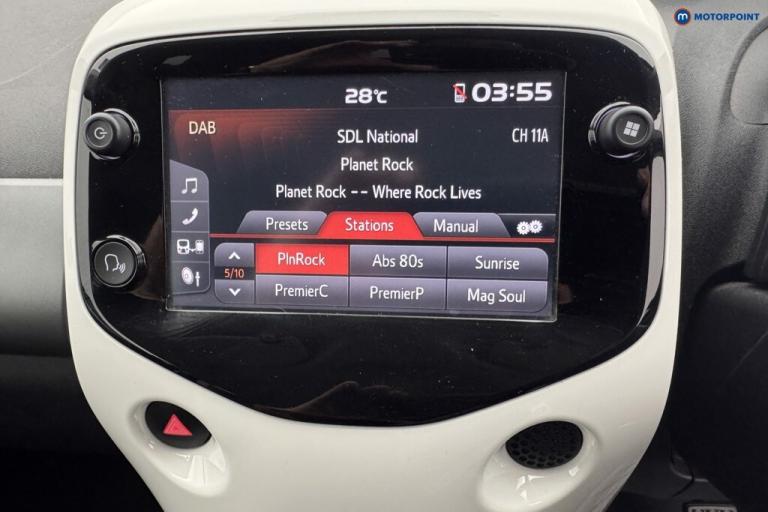 MOTORPOINT
28°c 03:55
DAB
SDL National CH 11A
Planet Rock
Planet Rock -- Where Rock Lives
Presets Stations Manual
PlnRock Abs 80s Sunrise
5/10
PremierC PremierP Mag Soul